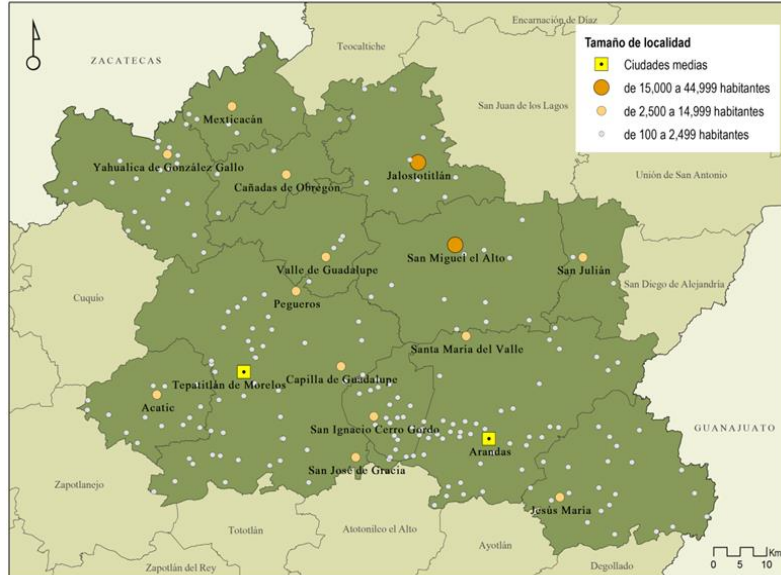 Encarnación de Díaz
Teocaltiche
ZACATECAS
Tamaño de localidad
Ciudades medias
de 15,000 a 44,999 habitantes
de 2,500 a 14,999 habitantes
de 100 a 2,499 habitantes
San Juan de los Lagos
Mexticacán
Yahualica de González Gallo
Cañadas de Obregón
Jalostotitlán
Unión de San Antonio
San Miguel el Alto
San Julián
Valle de Guadalupe
San Diego de Alejandría
Cuquío
Pegueros
Santa María del Valle
Tepatitlán de Morelos
Capilla de Guadalupe
Acatic
San Ignacio Cerro Gordo
GUANAJUATO
Arandas
San José de Gracia
Zapotlanejo
Jesús María
Tototlán
Atotonilco el Alto
Ayotlán
Zapotlán del Rey
Degollado
0 5 10 Km